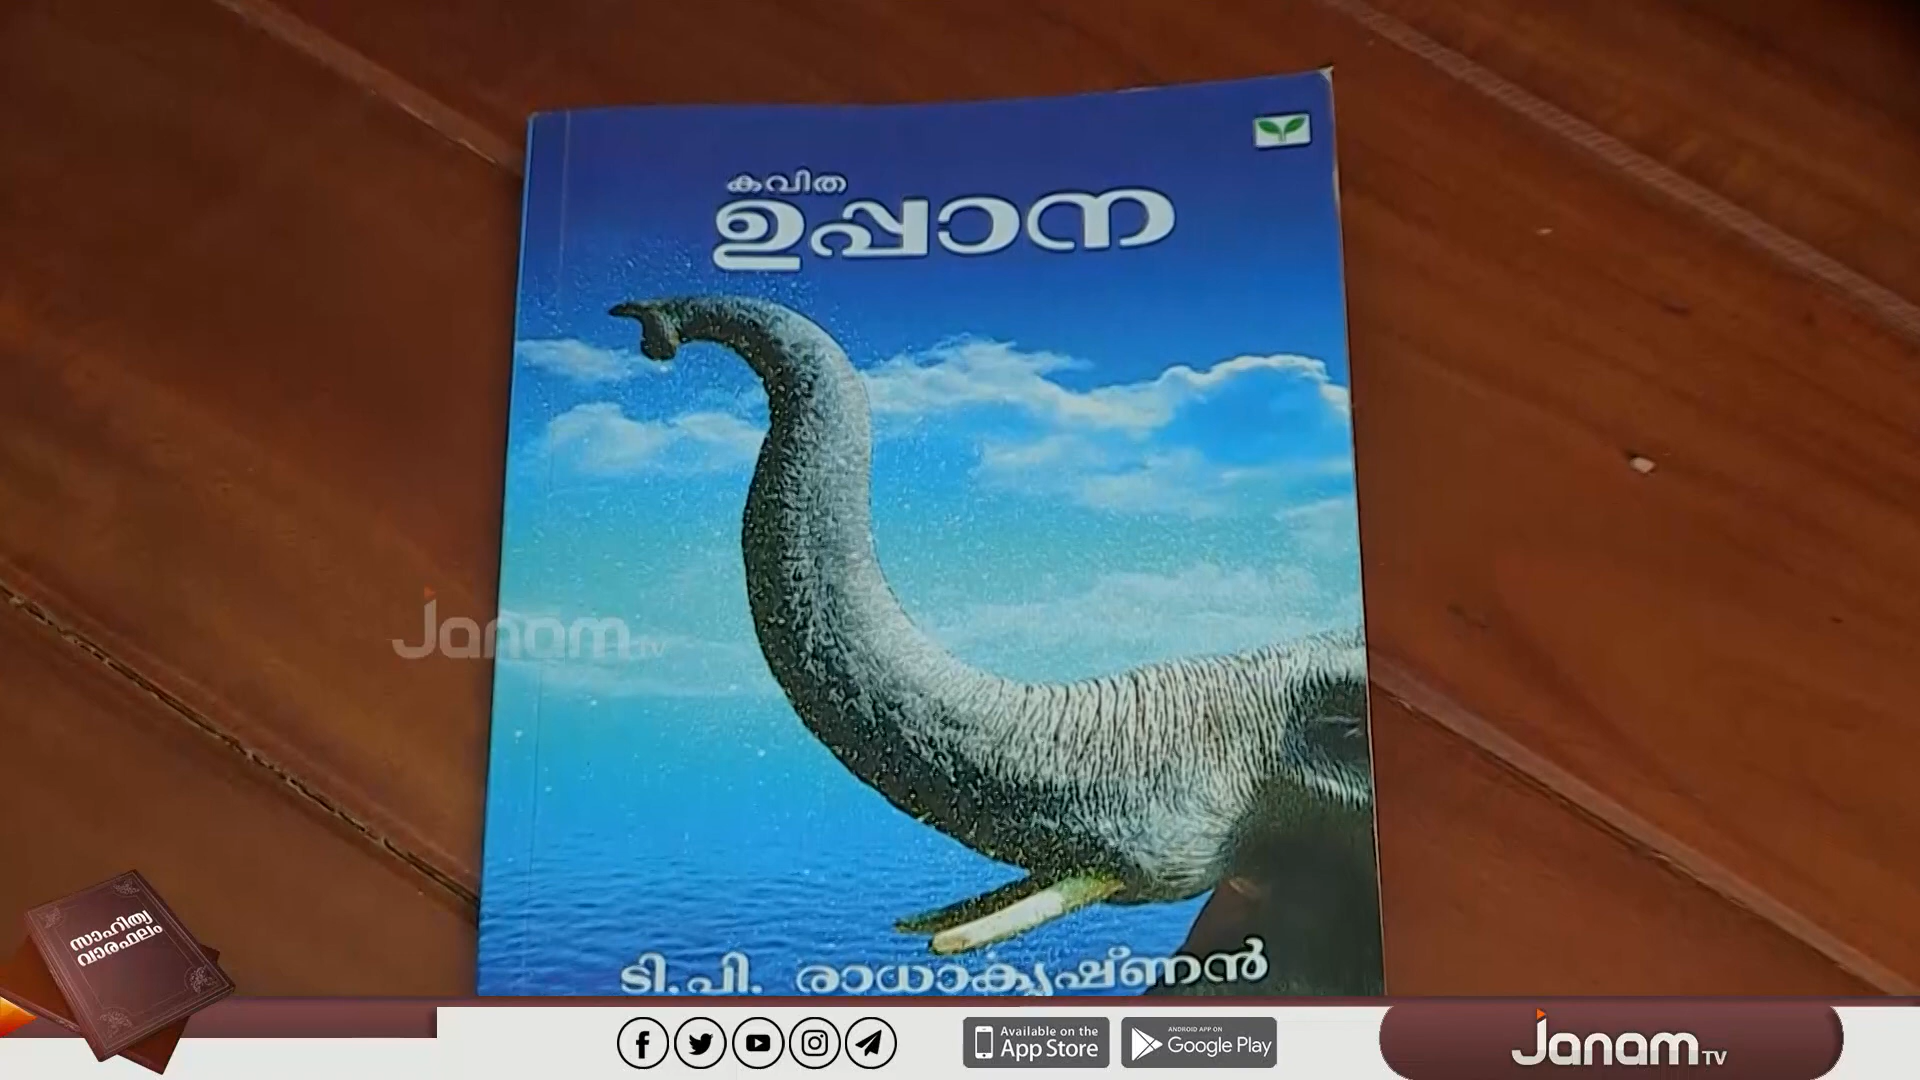 കവിത
ഉപ്പാന
Janam TV
ടി.പി. രാധാകൃഷ്ണൻ
സാഹിത്യ
വാരഫലം
Available on the
App Store
ANDROID APP ON
Google Play
Janam TV